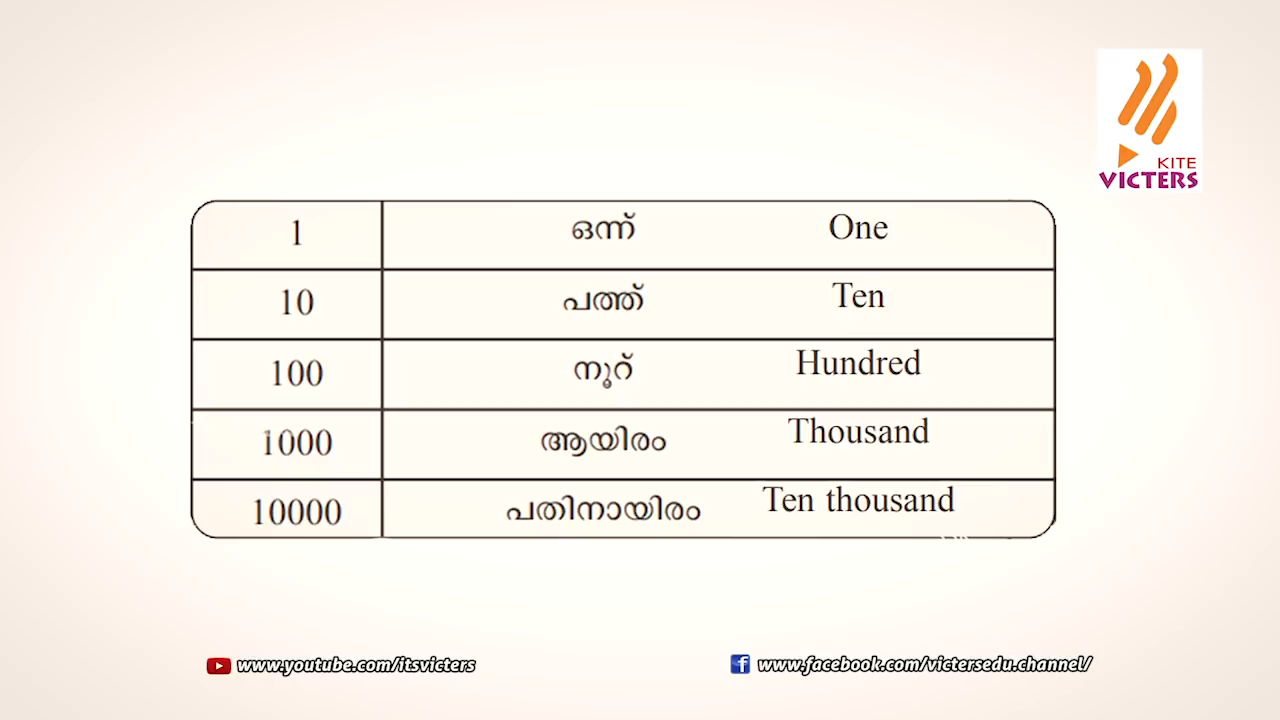 KITE
VICTERS
1 ഒന്ന് One
10 പത്ത് Ten
100 നൂറ് Hundred
1000 ആയിരം Thousand
10000 പതിനായിരം Ten thousand
www.youtube.com/itsvicters www.facebook.com/victersedu.channel/